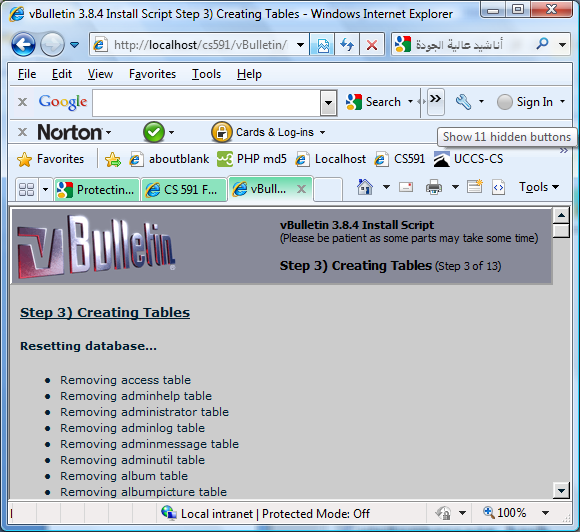 vBulletin 3.8.4 Install Script Step 3) Creating Tables - Windows Internet Explorer
http://localhost/cs591/vBulletin/
أناشيد عالية الجودة
File Edit View Favorites Tools Help
Google Search Sign In
Norton Cards & Log-ins
Show 11 hidden buttons
Favorites aboutblank PHP md5 Localhost CS591 UCCS-CS
Protectin... CS 591 F... vBull... Tools
vBulletin
vBulletin 3.8.4 Install Script
(Please be patient as some parts may take some time)
Step 3) Creating Tables (Step 3 of 13)
Step 3) Creating Tables
Resetting database...
• Removing access table
• Removing adminhelp table
• Removing administrator table
• Removing adminlog table
• Removing adminmessage table
• Removing adminutil table
• Removing album table
• Removing albumpicture table
Local intranet | Protected Mode: Off 100%